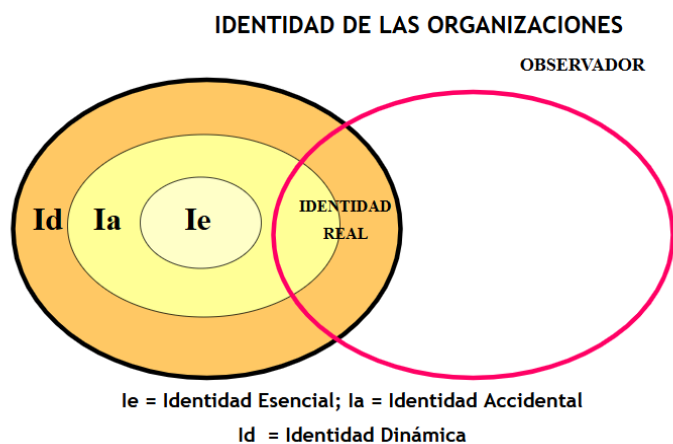 IDENTIDAD DE LAS ORGANIZACIONES
OBSERVADOR
Id Ia Ie
IDENTIDAD
REAL
Ie = Identidad Esencial; Ia = Identidad Accidental
Id = Identidad Dinámica